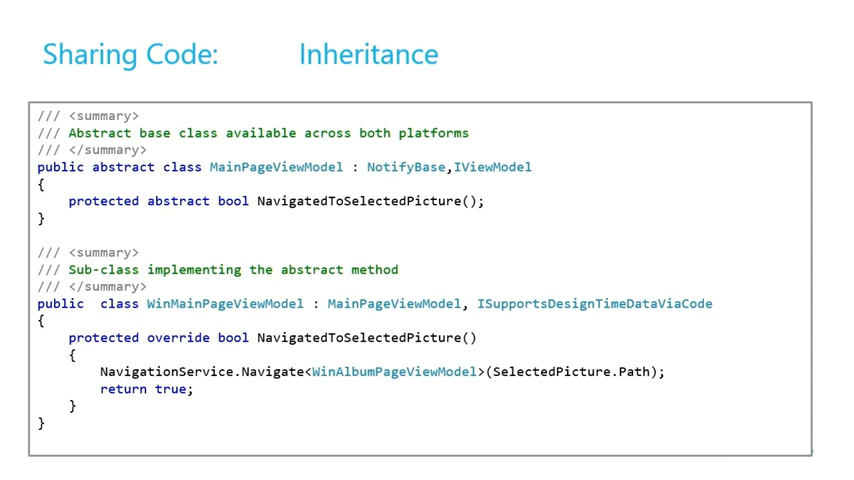 Sharing Code: Inheritance
/// <summary>
/// Abstract base class available across both platforms
/// </summary>
public abstract class MainPageViewModel : NotifyBase,IViewModel
{
protected abstract bool NavigatedToSelectedPicture();
}
/// <summary>
/// Sub-class implementing the abstract method
/// </summary>
public  class WinMainPageViewModel : MainPageViewModel, ISupportsDesignTimeDataViaCode
{
protected override bool NavigatedToSelectedPicture()
{
NavigationService.Navigate<WinAlbumPageViewModel>(SelectedPicture.Path);
return true;
}
}